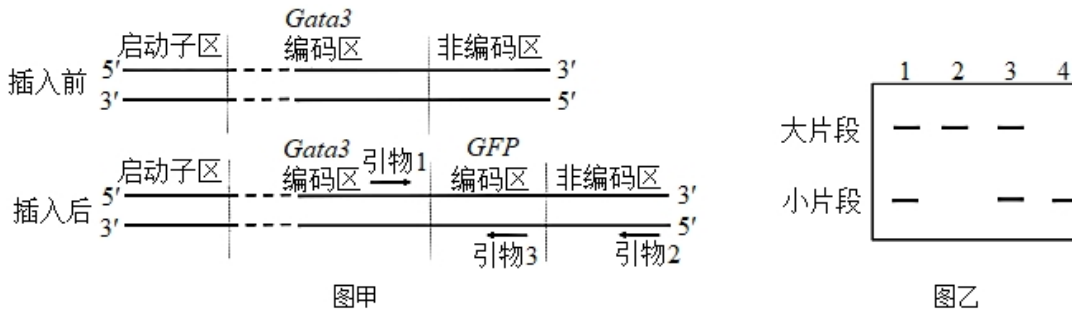 Gata3
启动子区 编码区 非编码区
插入前 5′ 3′
3′ 5′
Gata3 引物1 GFP
启动子区 编码区 编码区 非编码区
插入后 5′ 3′
3′ 5′
引物3 引物2
图甲
1 2 3 4
大片段
小片段
图乙